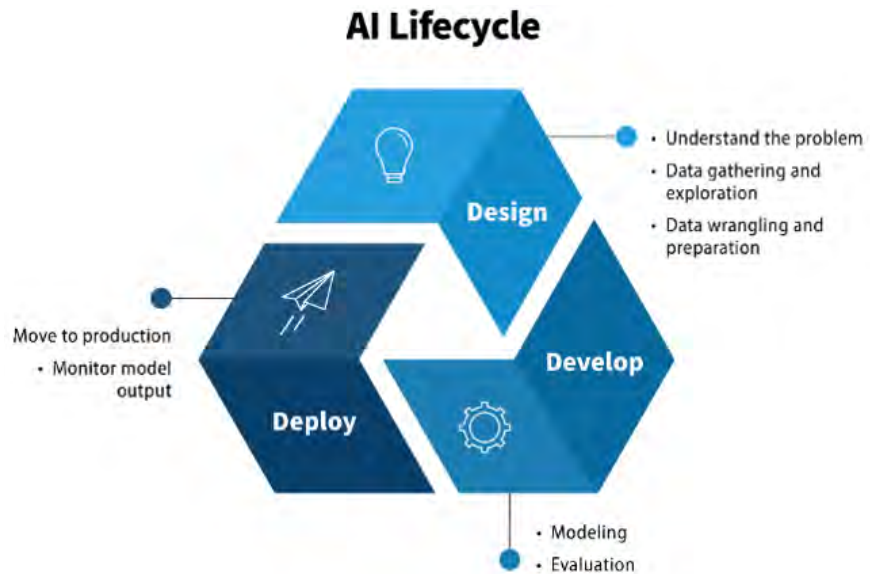 AI Lifecycle
Design
• Understand the problem
• Data gathering and
exploration
• Data wrangling and
preparation
Develop
• Modeling
• Evaluation
Deploy
Move to production
• Monitor model
output